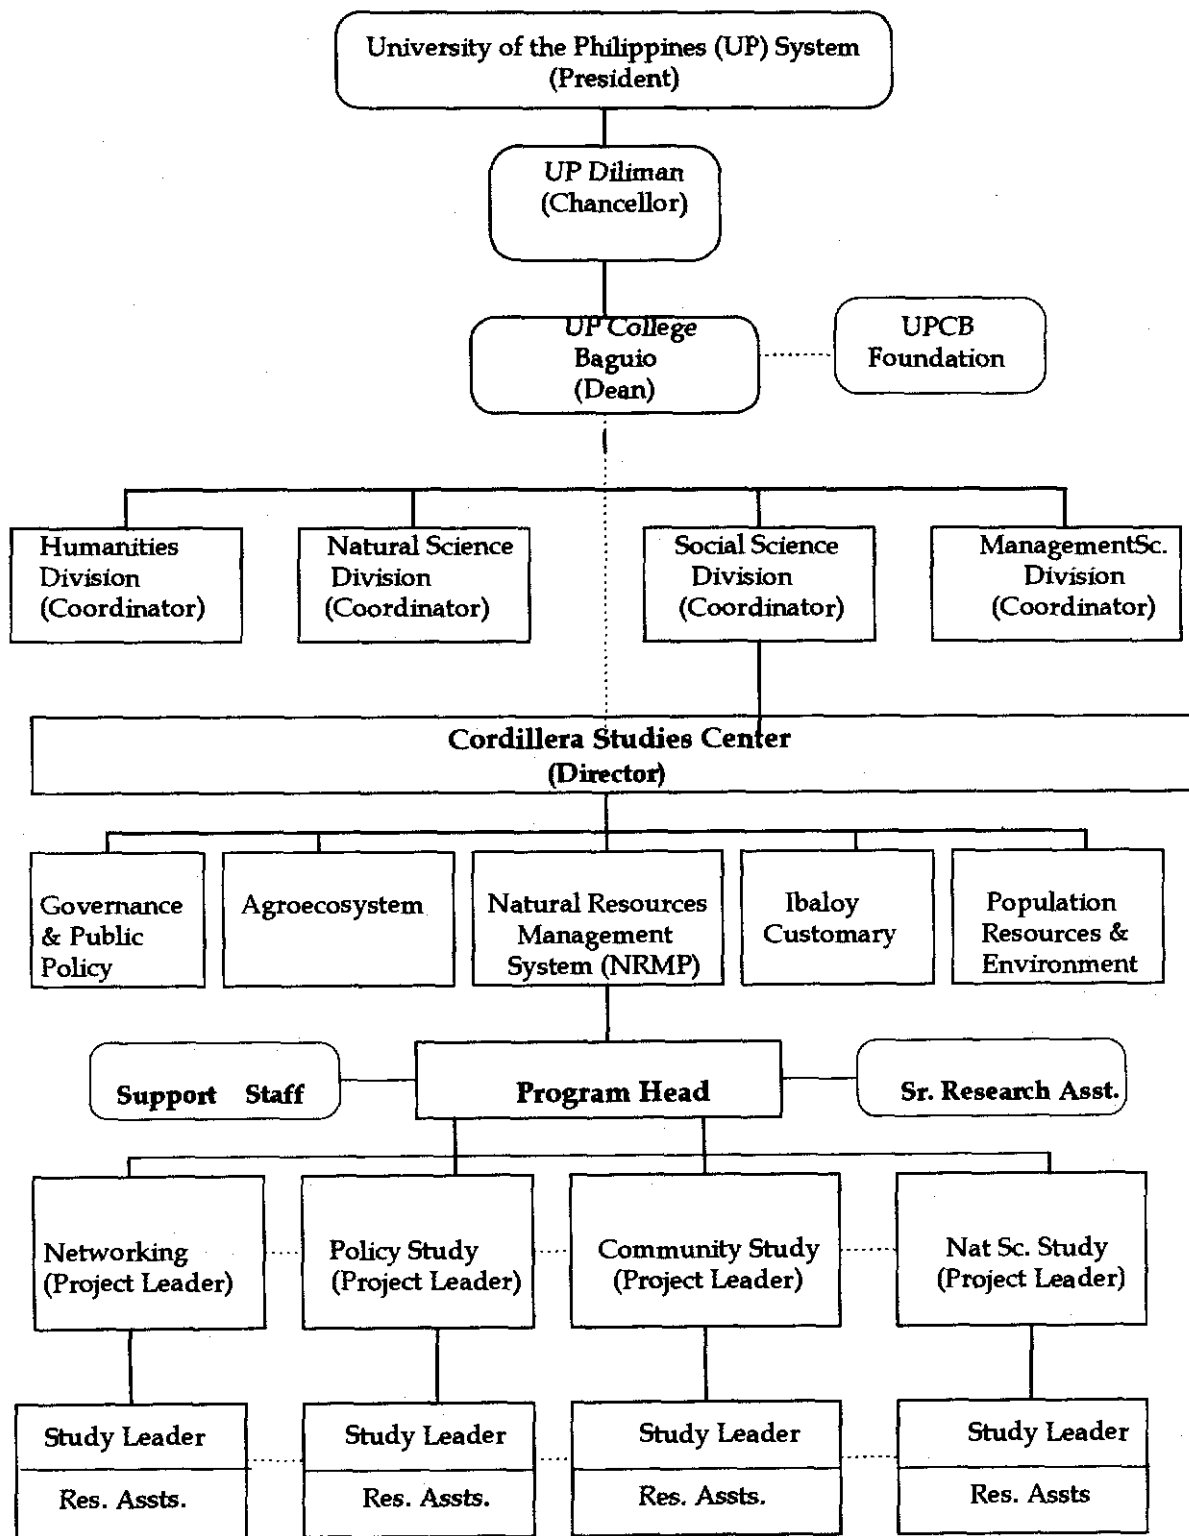 University of the Philippines (UP) System
(President)
UP Diliman
(Chancellor)
UP College
Baguio
(Dean)
UPCB
Foundation
Humanities
Division
(Coordinator)
Natural Science
Division
(Coordinator)
Social Science
Division
(Coordinator)
ManagementSc.
Division
(Coordinator)
Cordillera Studies Center
(Director)
Governance
& Public
Policy
Agroecosystem
Natural Resources
Management
System (NRMP)
Ibaloy
Customary
Population
Resources &
Environment
Support Staff
Program Head
Sr. Research Asst.
Networking
(Project Leader)
Policy Study
(Project Leader)
Community Study
(Project Leader)
Nat Sc. Study
(Project Leader)
Study Leader
Res. Assts.
Study Leader
Res. Assts.
Study Leader
Res. Assts.
Study Leader
Res. Assts